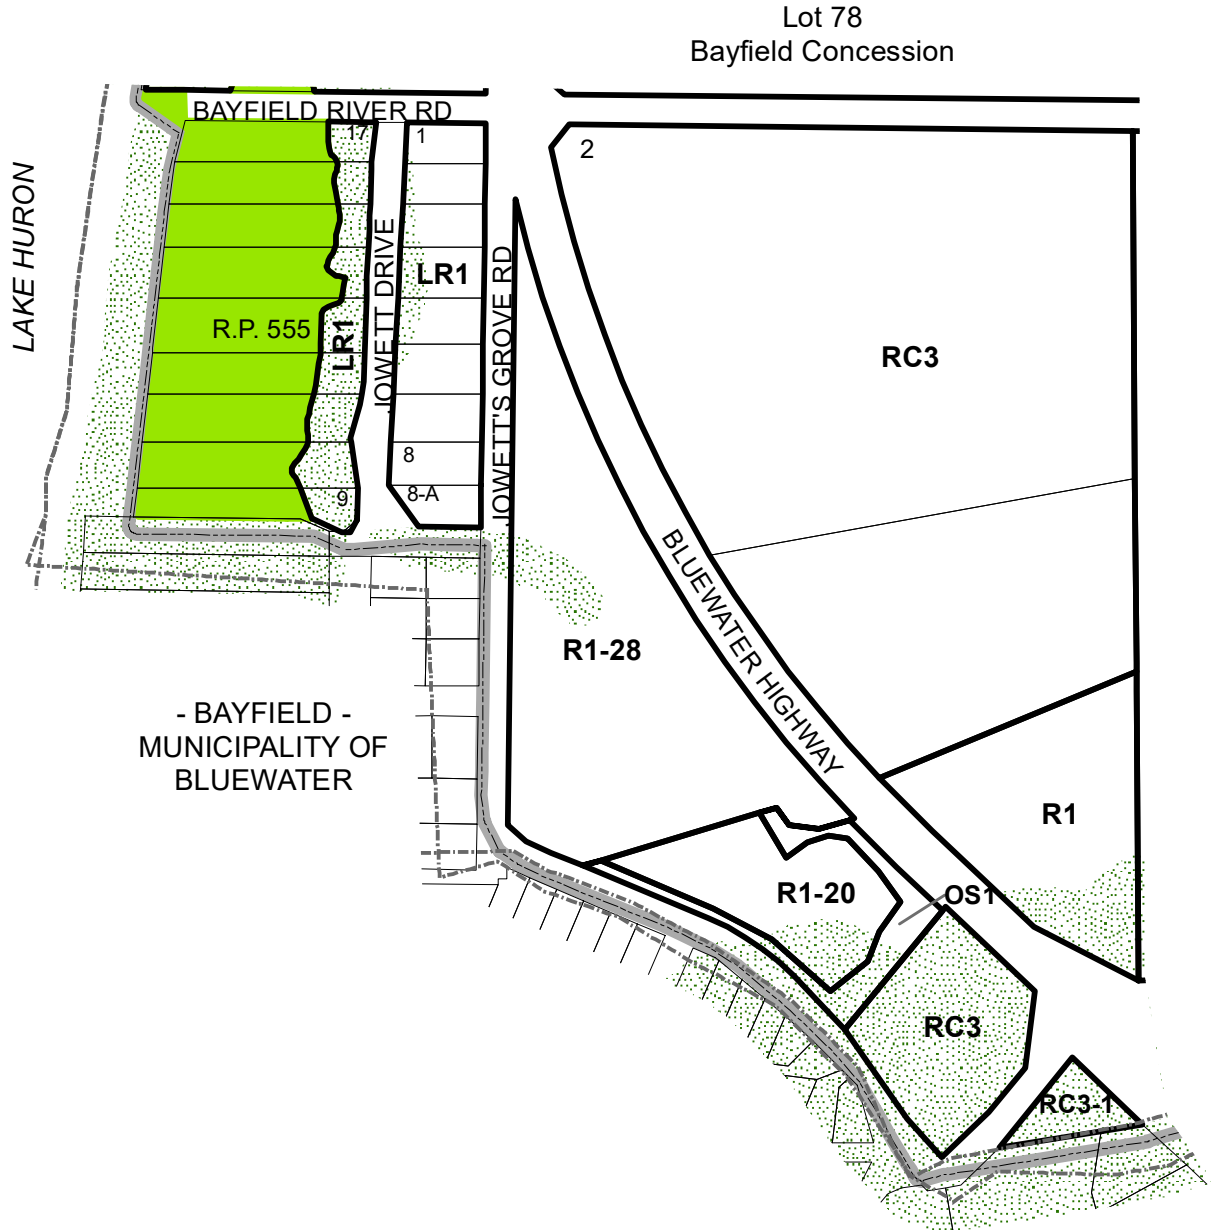 Lot 78
Bayfield Concession
BAYFIELD RIVER RD
17
1
2
LAKE HURON
JOWETT DRIVE
LR1
JOWETT'S GROVE RD
R.P. 555
LR1
RC3
8
8-A
9
BLUEWATER HIGHWAY
R1-28
- BAYFIELD -
MUNICIPALITY OF
BLUEWATER
R1
R1-20
OS1
RC3
RC3-1